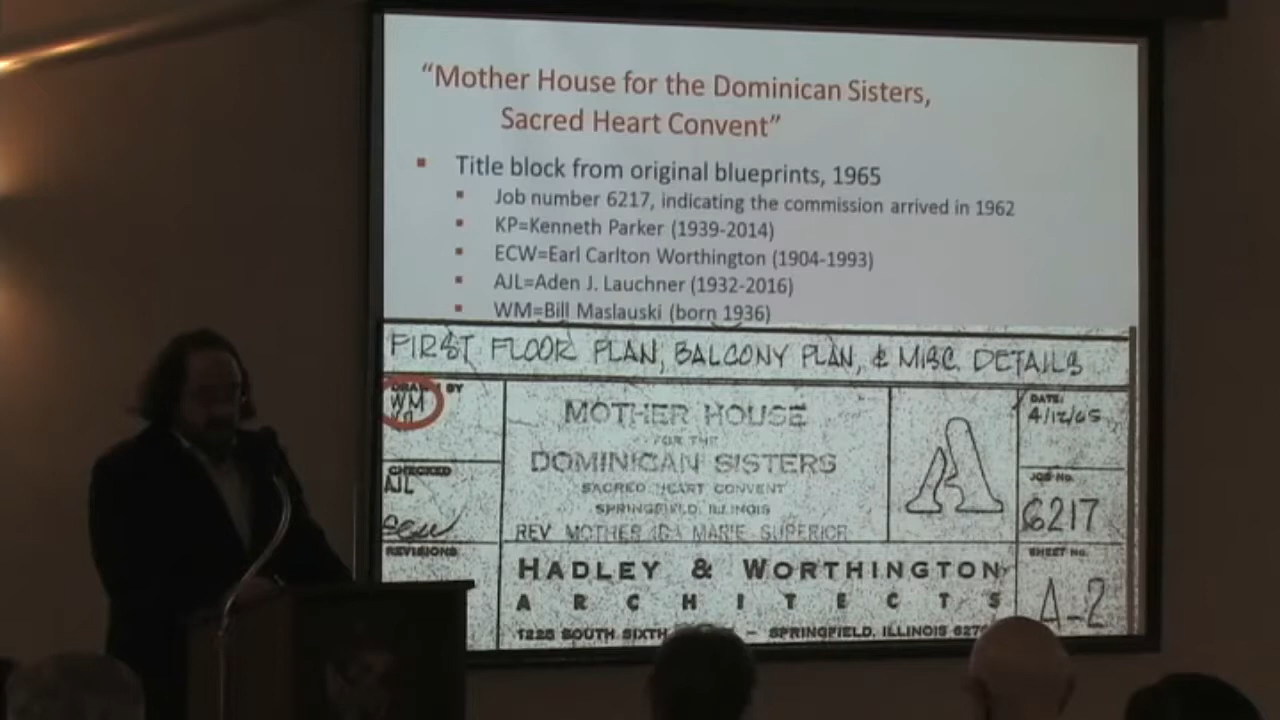 “Mother House for the Dominican Sisters,
Sacred Heart Convent”
Title block from original blueprints, 1965
Job number 6217, indicating the commission arrived in 1962
KP=Kenneth Parker (1939-2014)
ECW=Earl Carlton Worthington (1904-1993)
AJL=Aden J. Lauchner (1932-2016)
WM=Bill Maslauski (born 1936)
FIRST FLOOR PLAN, BALCONY PLAN, & MISC. DETAILS
DRAWN BY
WM
CHECKED
AJL
ECW
REVISIONS
MOTHER HOUSE
FOR THE
DOMINICAN SISTERS
SACRED HEART CONVENT
SPRINGFIELD, ILLINOIS
REV MOTHER IDA MARIE SUPERIOR
A
HADLEY & WORTHINGTON
ARCHITECTS
1225 SOUTH SIXTH – SPRINGFIELD, ILLINOIS
DATE:
4/12/65
JOB NO.
6217
SHEET NO.
A-2